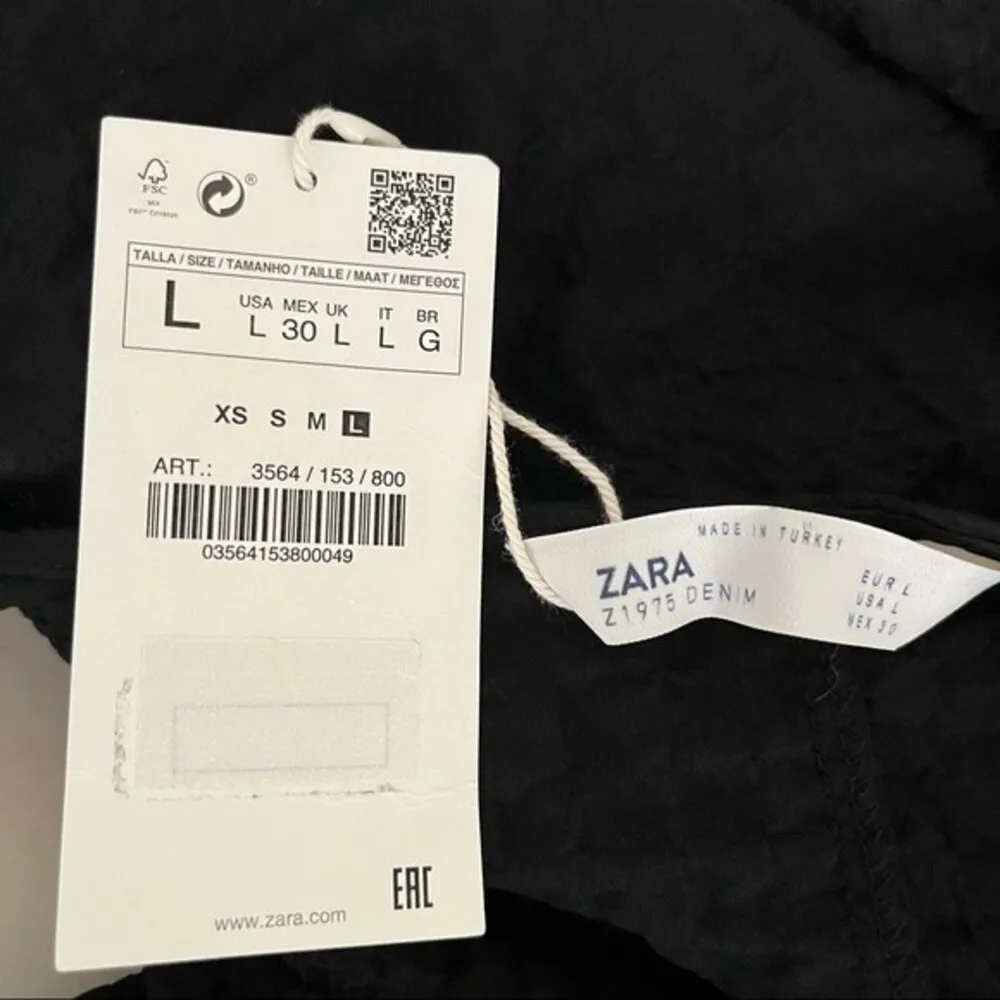 FSC
MIX
®
TALLA / SIZE / TAMANHO / TAILLE / MAAT / ΜΕΓΕΘΟΣ
L
USA MEX UK IT BR
L 30 L L G
XS S M L
ART.: 3564 / 153 / 800
03564153800049
EAC
www.zara.com
MADE IN TURKEY
ZARA
Z1975 DENIM
EUR L
USA L
MEX 30